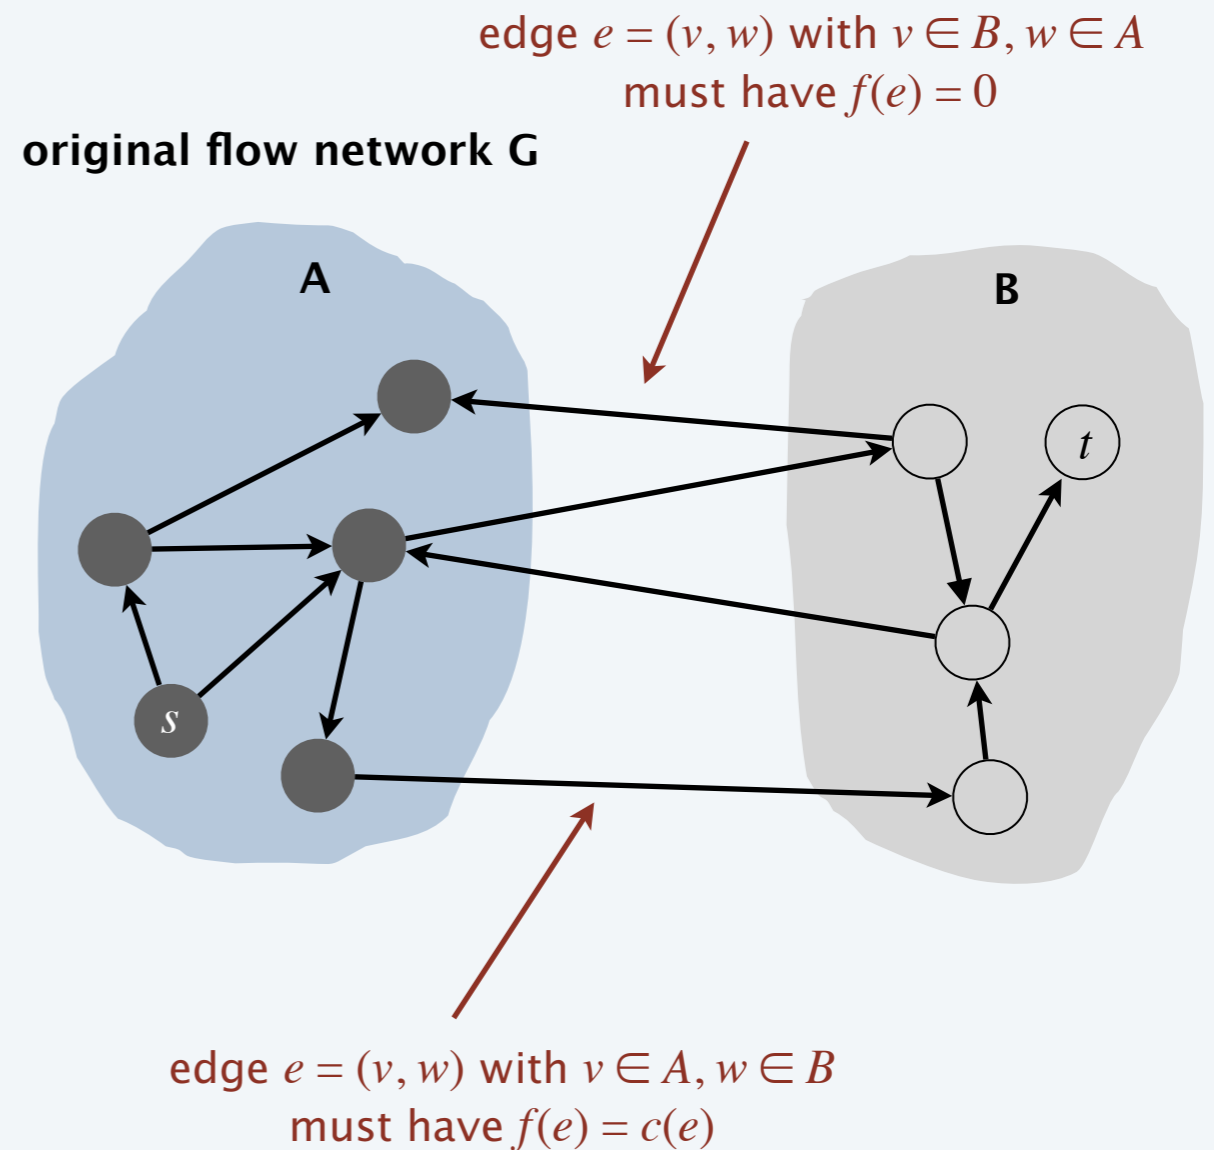 edge e = (v, w) with v ∈ B, w ∈ A
must have f(e) = 0
original flow network G
A
B
t
s
edge e = (v, w) with v ∈ A, w ∈ B
must have f(e) = c(e)